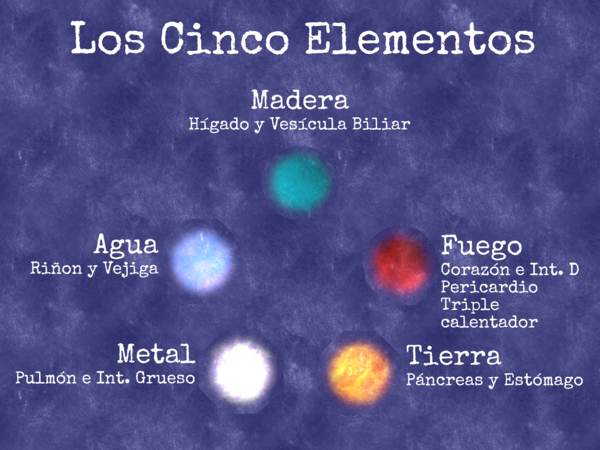 Los Cinco Elementos
Madera
Hígado y Vesícula Biliar
Agua
Riñon y Vejiga
Fuego
Corazón e Int. D
Pericardio
Triple
calentador
Metal
Pulmón e Int. Grueso
Tierra
Páncreas y Estómago